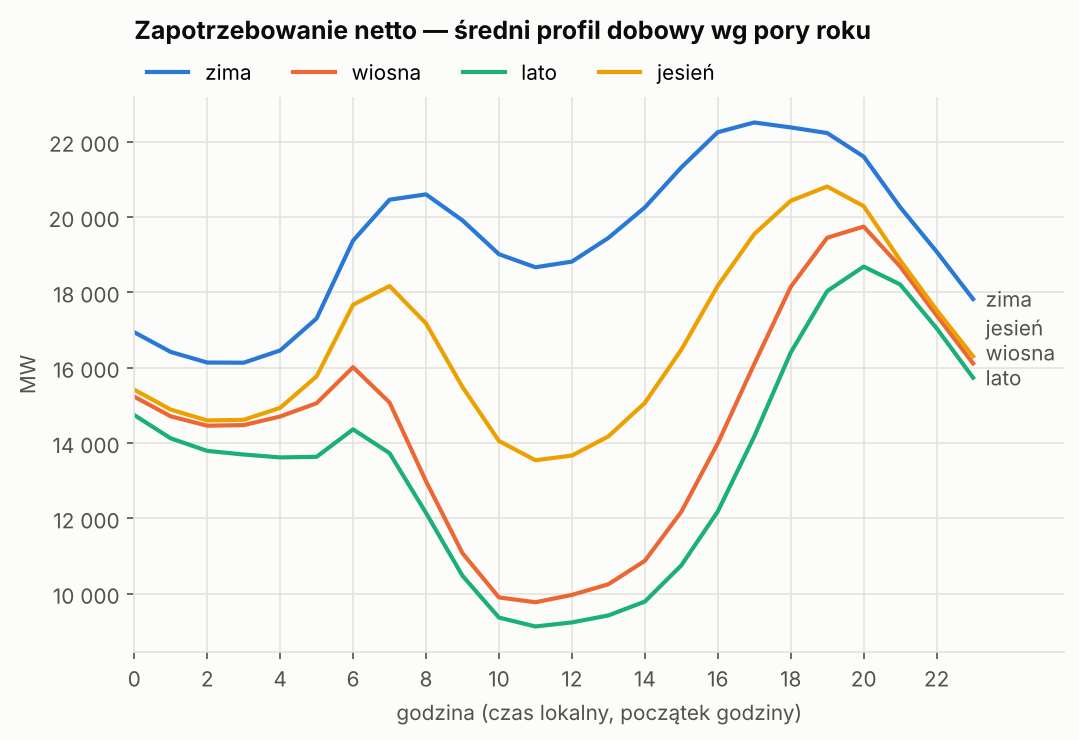 Zapotrzebowanie netto — średni profil dobowy wg pory roku
zima wiosna lato jesień
22 000
20 000
18 000
16 000
14 000
12 000
10 000
MW
zima
jesień
wiosna
lato
0 2 4 6 8 10 12 14 16 18 20 22
godzina (czas lokalny, początek godziny)